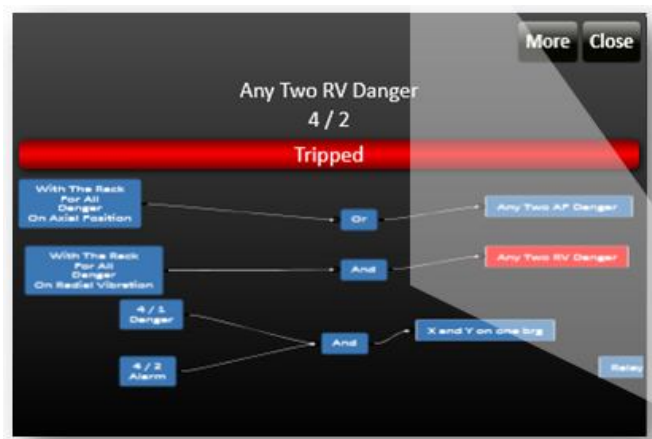 More Close
Any Two RV Danger
4 / 2
Tripped
With The Rack
For All
Danger
On Axial Position
Or
Any Two AP Danger
With The Rack
For All
Danger
On Radial Vibration
And
Any Two RV Danger
4 / 1
Danger
And
X and Y on one brg
4 / 2
Alarm
Relay